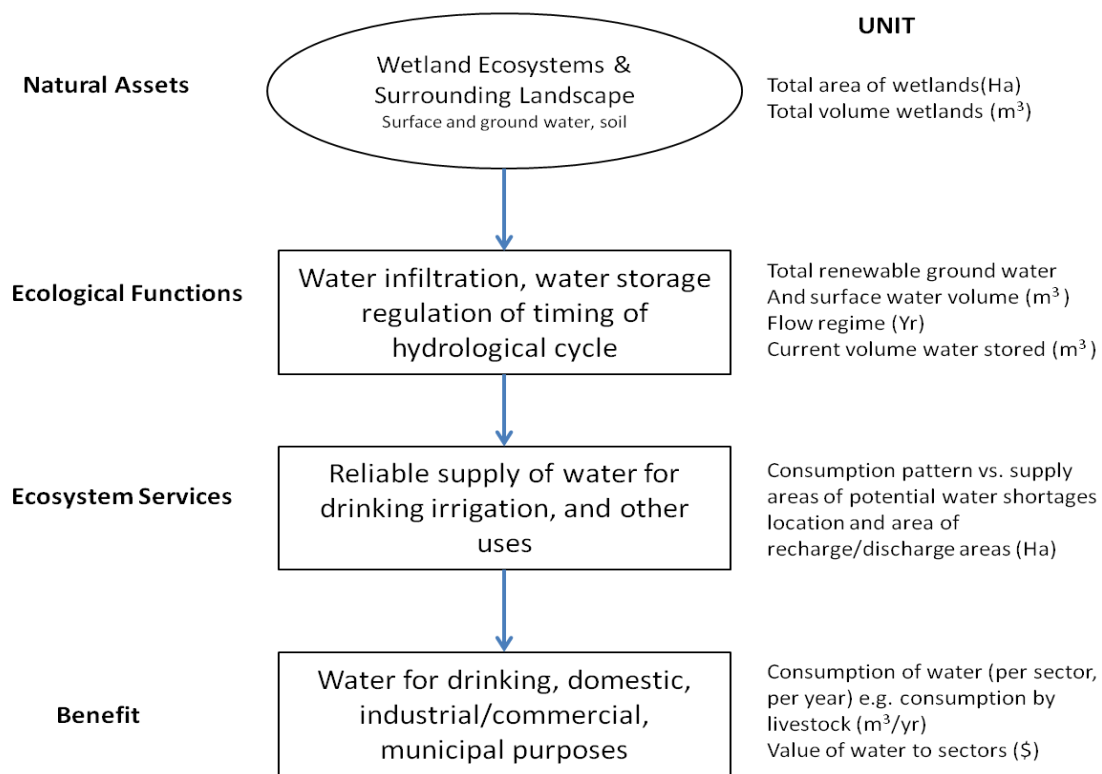 UNIT
Natural Assets
Wetland Ecosystems &
Surrounding Landscape
Surface and ground water, soil
Total area of wetlands(Ha)
Total volume wetlands (m³)
Ecological Functions
Water infiltration, water storage
regulation of timing of
hydrological cycle
Total renewable ground water
And surface water volume (m³)
Flow regime (Yr)
Current volume water stored (m³ )
Ecosystem Services
Reliable supply of water for
drinking irrigation, and other
uses
Consumption pattern vs. supply
areas of potential water shortages
location and area of
recharge/discharge areas (Ha)
Benefit
Water for drinking, domestic,
industrial/commercial,
municipal purposes
Consumption of water (per sector,
per year) e.g. consumption by
livestock (m³/yr)
Value of water to sectors ($)